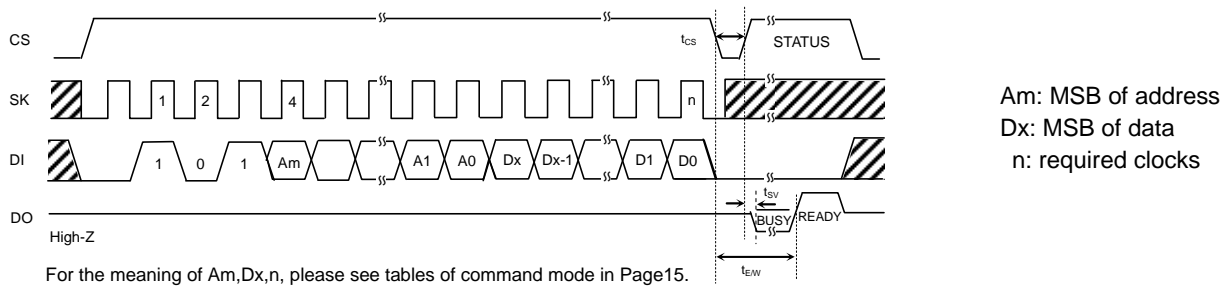 CS
tCS
STATUS
SK
1 2 4 n
DI
1 0 1 Am A1 A0 Dx Dx-1 D1 D0
tSV
DO
BUSY READY
High-Z
tE/W
For the meaning of Am,Dx,n, please see tables of command mode in Page15.
Am: MSB of address
Dx: MSB of data
n: required clocks